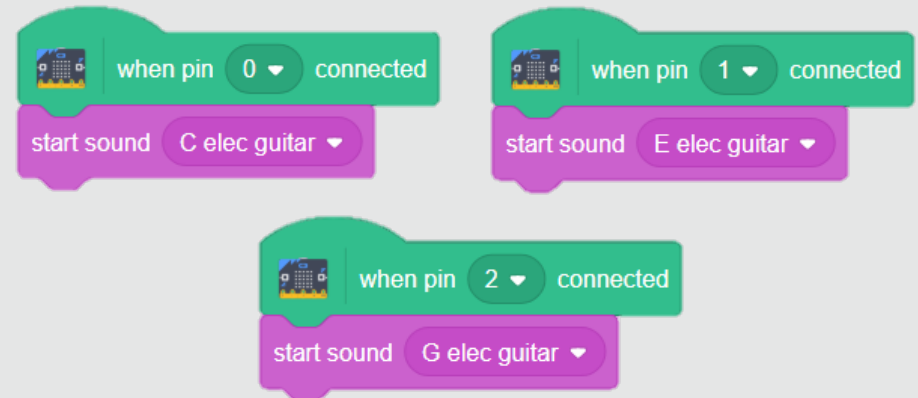 when pin 0 connected
start sound C elec guitar
when pin 1 connected
start sound E elec guitar
when pin 2 connected
start sound G elec guitar